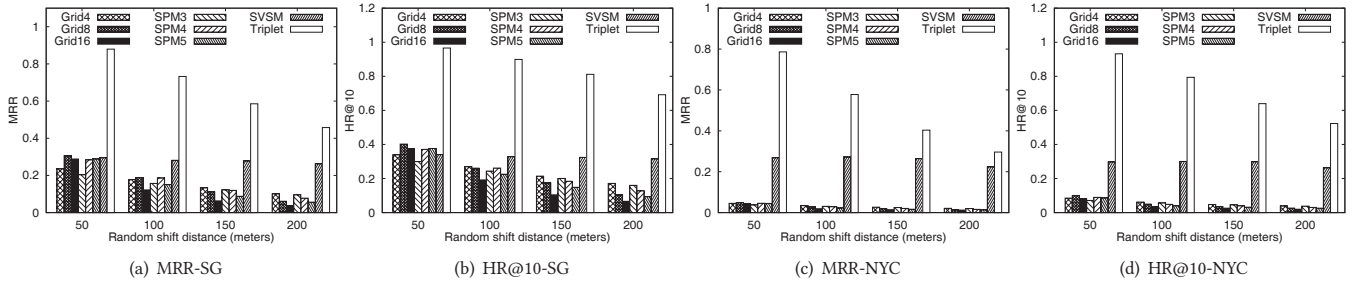 Grid4 SPM3 SVSM
Grid8 SPM4 Triplet
Grid16 SPM5
MRR
1
0.8
0.6
0.4
0.2
0
50 100 150 200
Random shift distance (meters)
(a) MRR-SG
Grid4 SPM3 SVSM
Grid8 SPM4 Triplet
Grid16 SPM5
HR@10
1.2
1
0.8
0.6
0.4
0.2
0
50 100 150 200
Random shift distance (meters)
(b) HR@10-SG
Grid4 SPM3 SVSM
Grid8 SPM4 Triplet
Grid16 SPM5
MRR
1
0.8
0.6
0.4
0.2
0
50 100 150 200
Random shift distance (meters)
(c) MRR-NYC
Grid4 SPM3 SVSM
Grid8 SPM4 Triplet
Grid16 SPM5
HR@10
1.2
1
0.8
0.6
0.4
0.2
0
50 100 150 200
Random shift distance (meters)
(d) HR@10-NYC